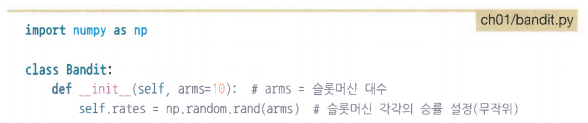 ch01/bandit.py
import numpy as np
class Bandit:
def __init__(self, arms=10): # arms = 슬롯머신 대수
self.rates = np.random.rand(arms) # 슬롯머신 각각의 승률 설정(무작위)